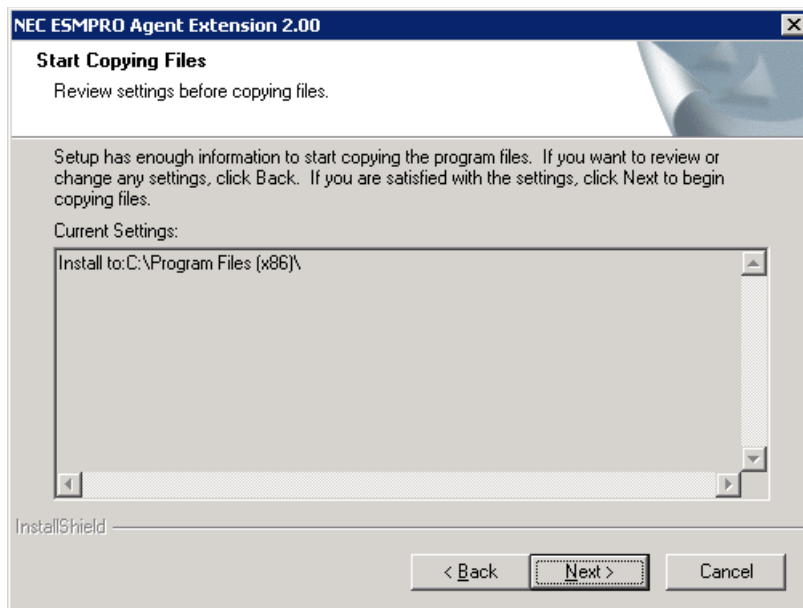 NEC ESMPRO Agent Extension 2.00
Start Copying Files
Review settings before copying files.
Setup has enough information to start copying the program files.  If you want to review or
change any settings, click Back.  If you are satisfied with the settings, click Next to begin
copying files.
Current Settings:
Install to:C:\Program Files (x86)\
InstallShield
< Back
Next >
Cancel